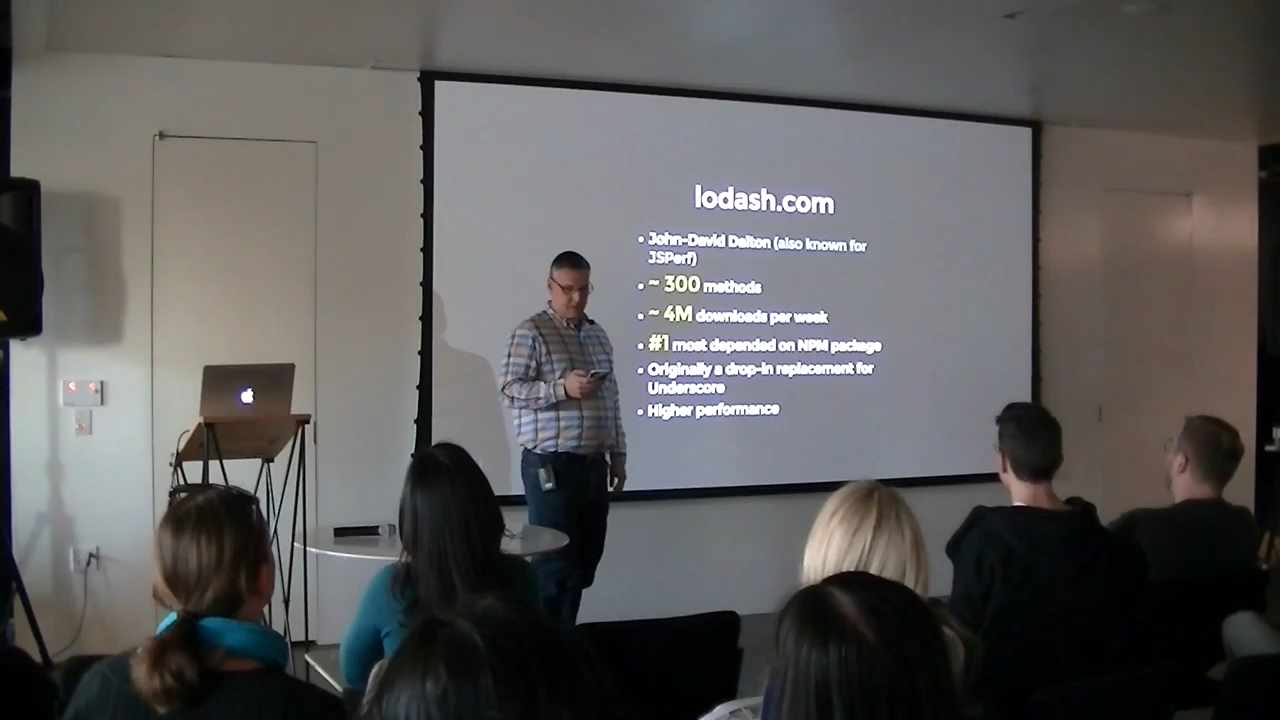 lodash.com
• John-David Dalton (also known for
JSPerf)
• ~ 300 methods
• ~ 4M downloads per week
• #1 most depended on NPM package
• Originally a drop-in replacement for
Underscore
• Higher performance